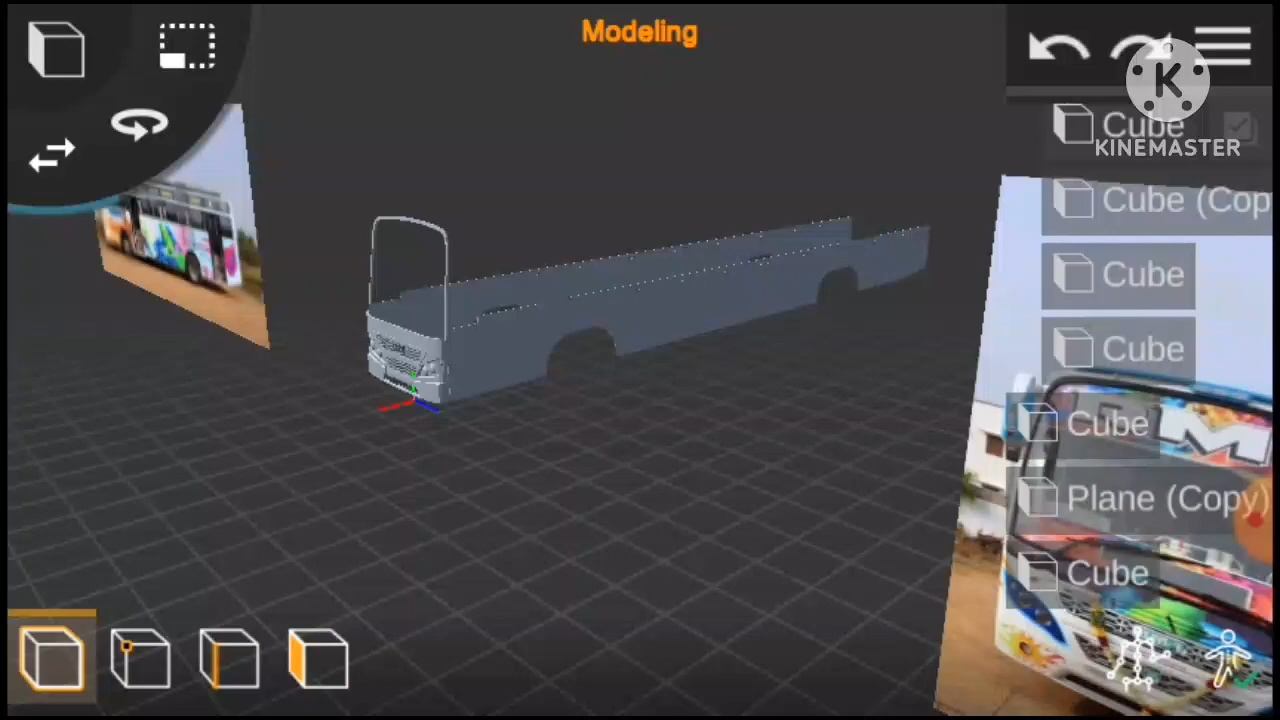 Modeling
K
KINEMASTER
Cube
Cube (Cop
Cube
Cube
Cube
Plane (Copy)
Cube
M